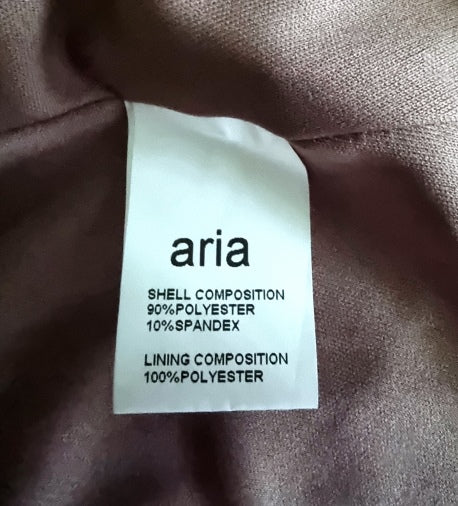 aria
SHELL COMPOSITION
90%POLYESTER
10%SPANDEX
LINING COMPOSITION
100%POLYESTER